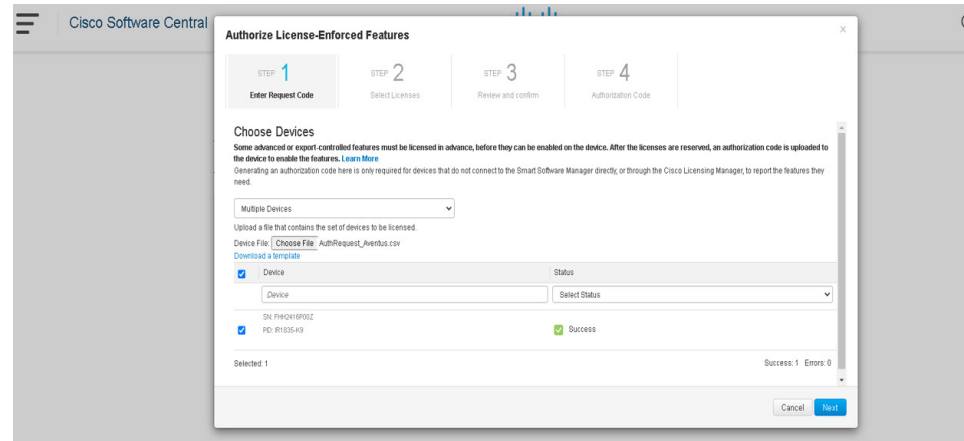 Cisco Software Central
Authorize License-Enforced Features
STEP 1
Enter Request Code
STEP 2
Select Licenses
STEP 3
Review and confirm
STEP 4
Authorization Code
Choose Devices
Some advanced or export-controlled features must be licensed in advance, before they can be enabled on the device. After the licenses are reserved, an authorization code is uploaded to
the device to enable the features. Learn More
Generating an authorization code here is only required for devices that do not connect to the Smart Software Manager directly, or through the Cisco Licensing Manager, to report the features they
need.
Multiple Devices
Upload a file that contains the set of devices to be licensed.
Device File: Choose File AuthRequest_Aventus.csv
Download a template
Device Status
Device Select Status
SN: FHH2416P00Z
PID: IR1835-K9
Success
Selected: 1 Success: 1 Errors: 0
Cancel Next